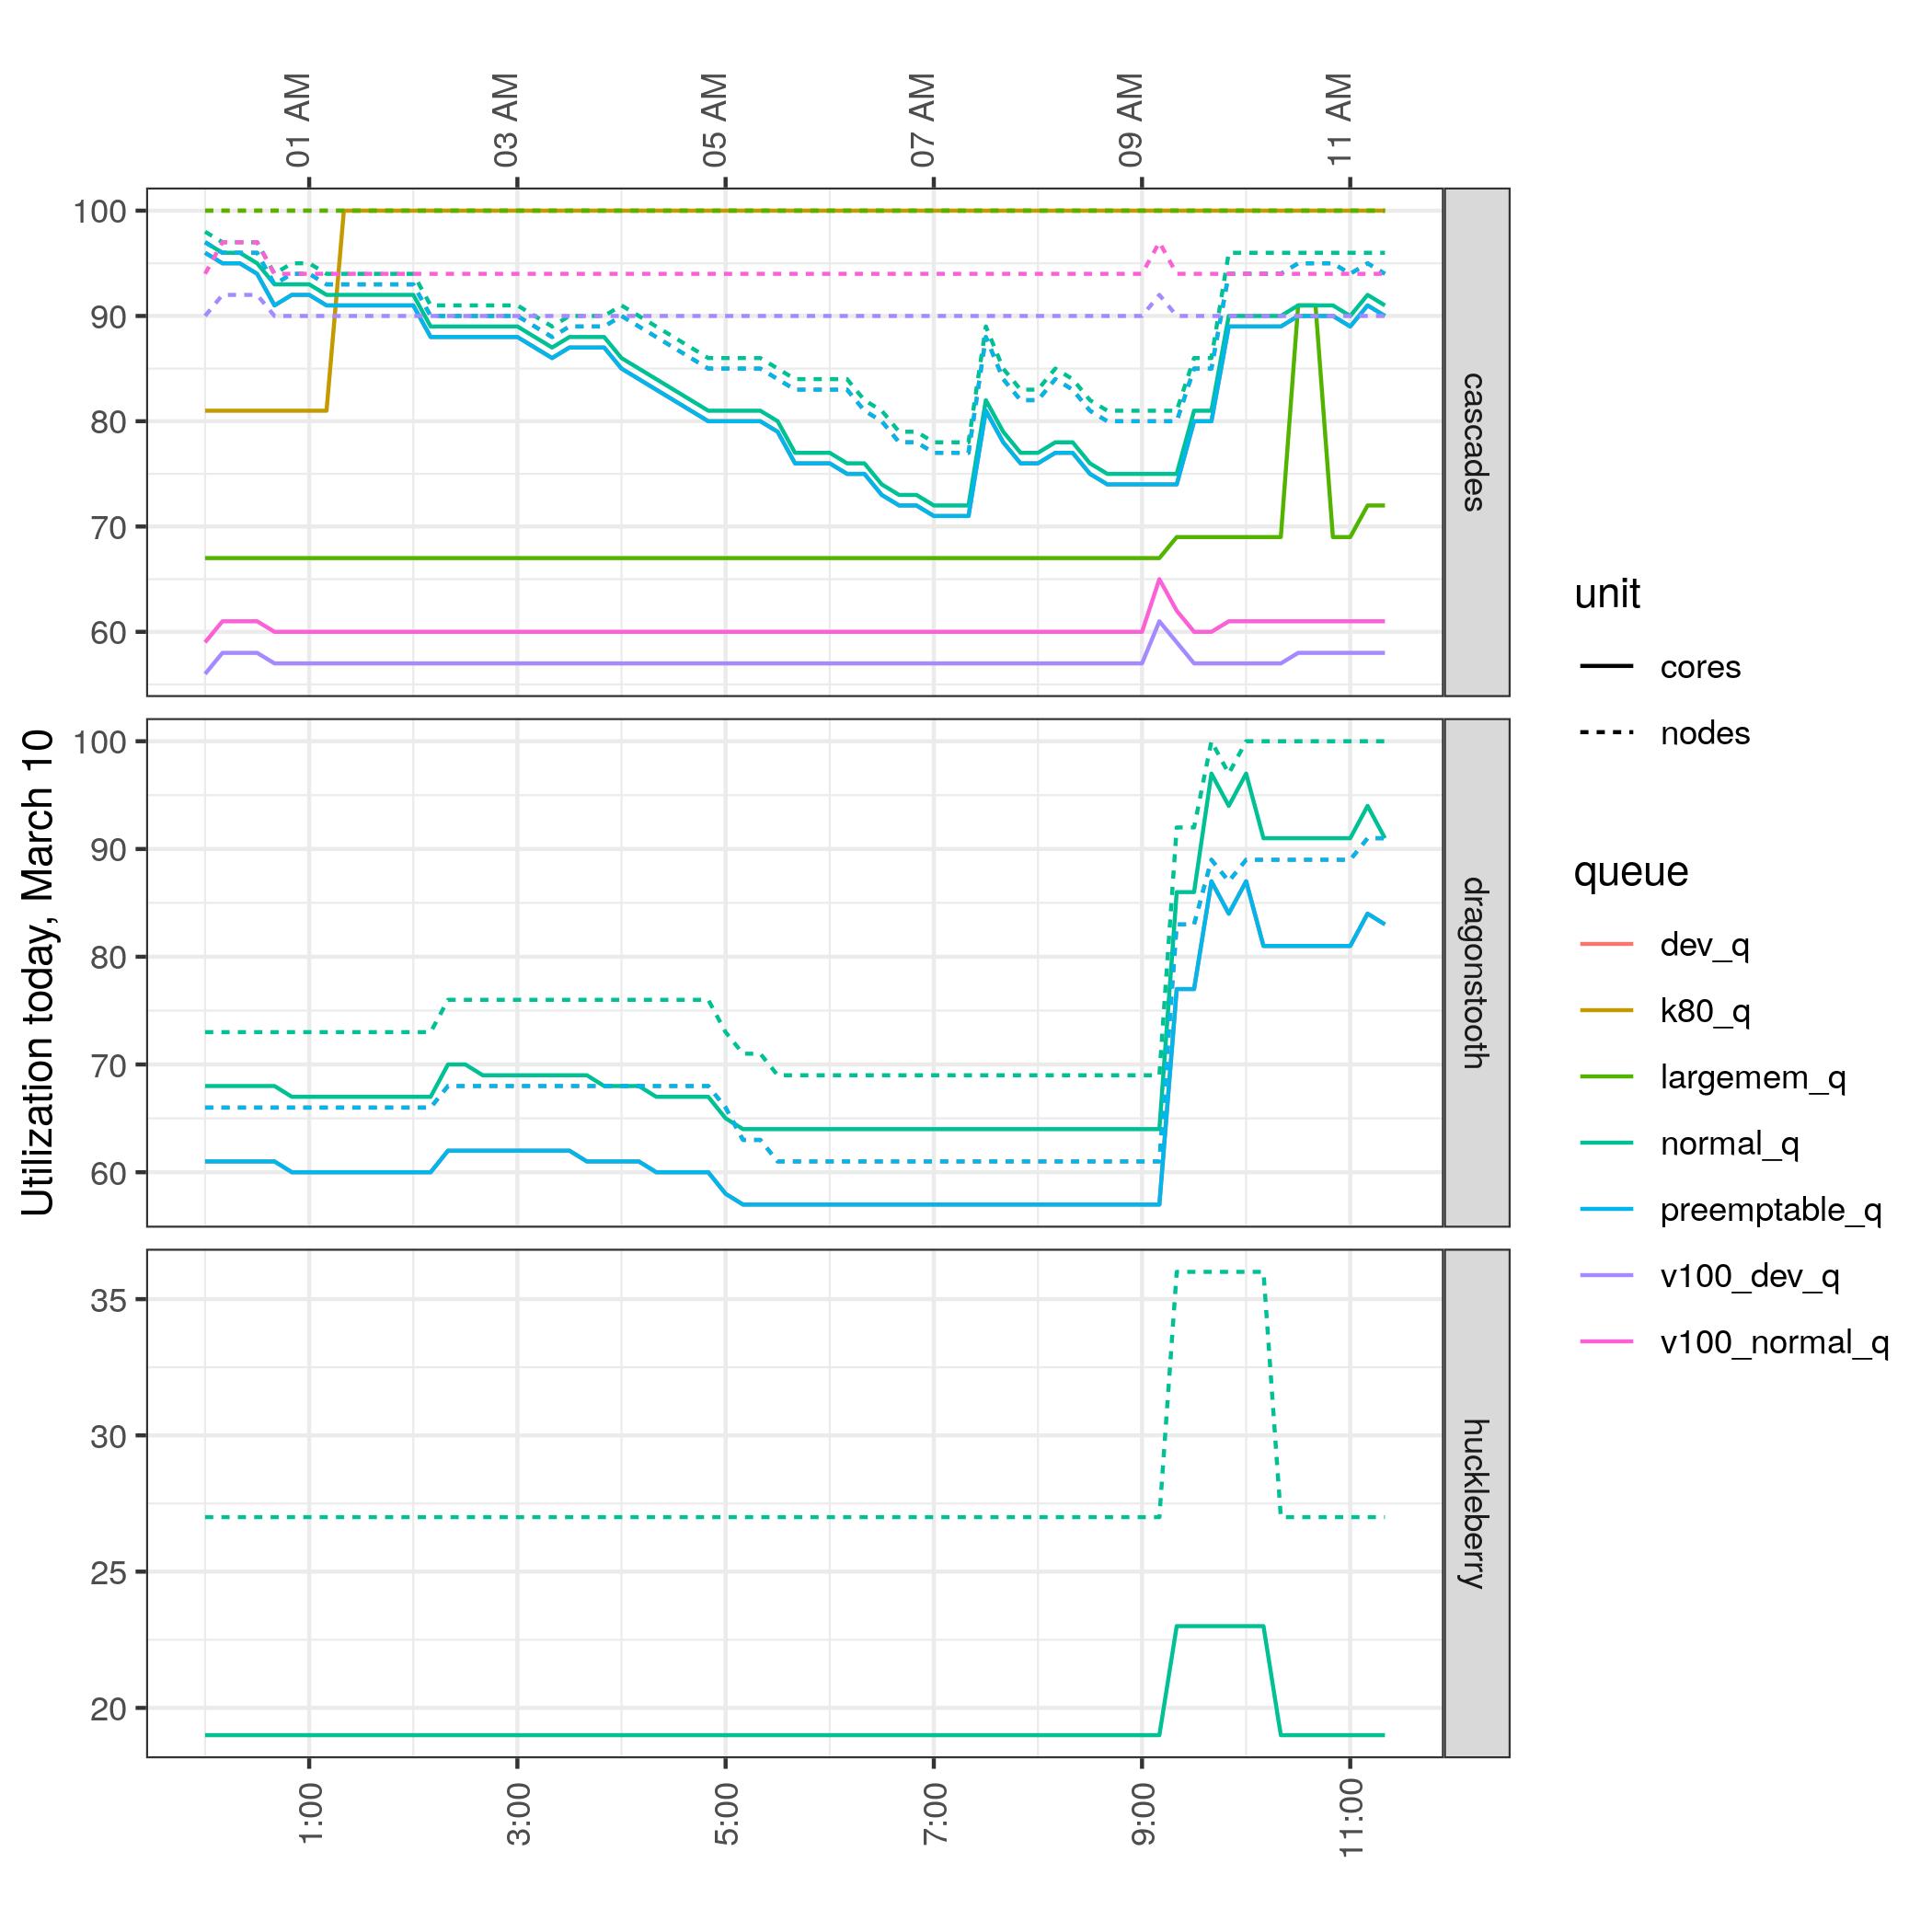 01 AM
03 AM
05 AM
07 AM
09 AM
11 AM
Utilization today, March 10
100
90
80
70
60
cascades
100
90
80
70
60
dragonstooth
35
30
25
20
huckleberry
1:00
3:00
5:00
7:00
9:00
11:00
unit
cores
nodes
queue
dev_q
k80_q
largemem_q
normal_q
preemptable_q
v100_dev_q
v100_normal_q